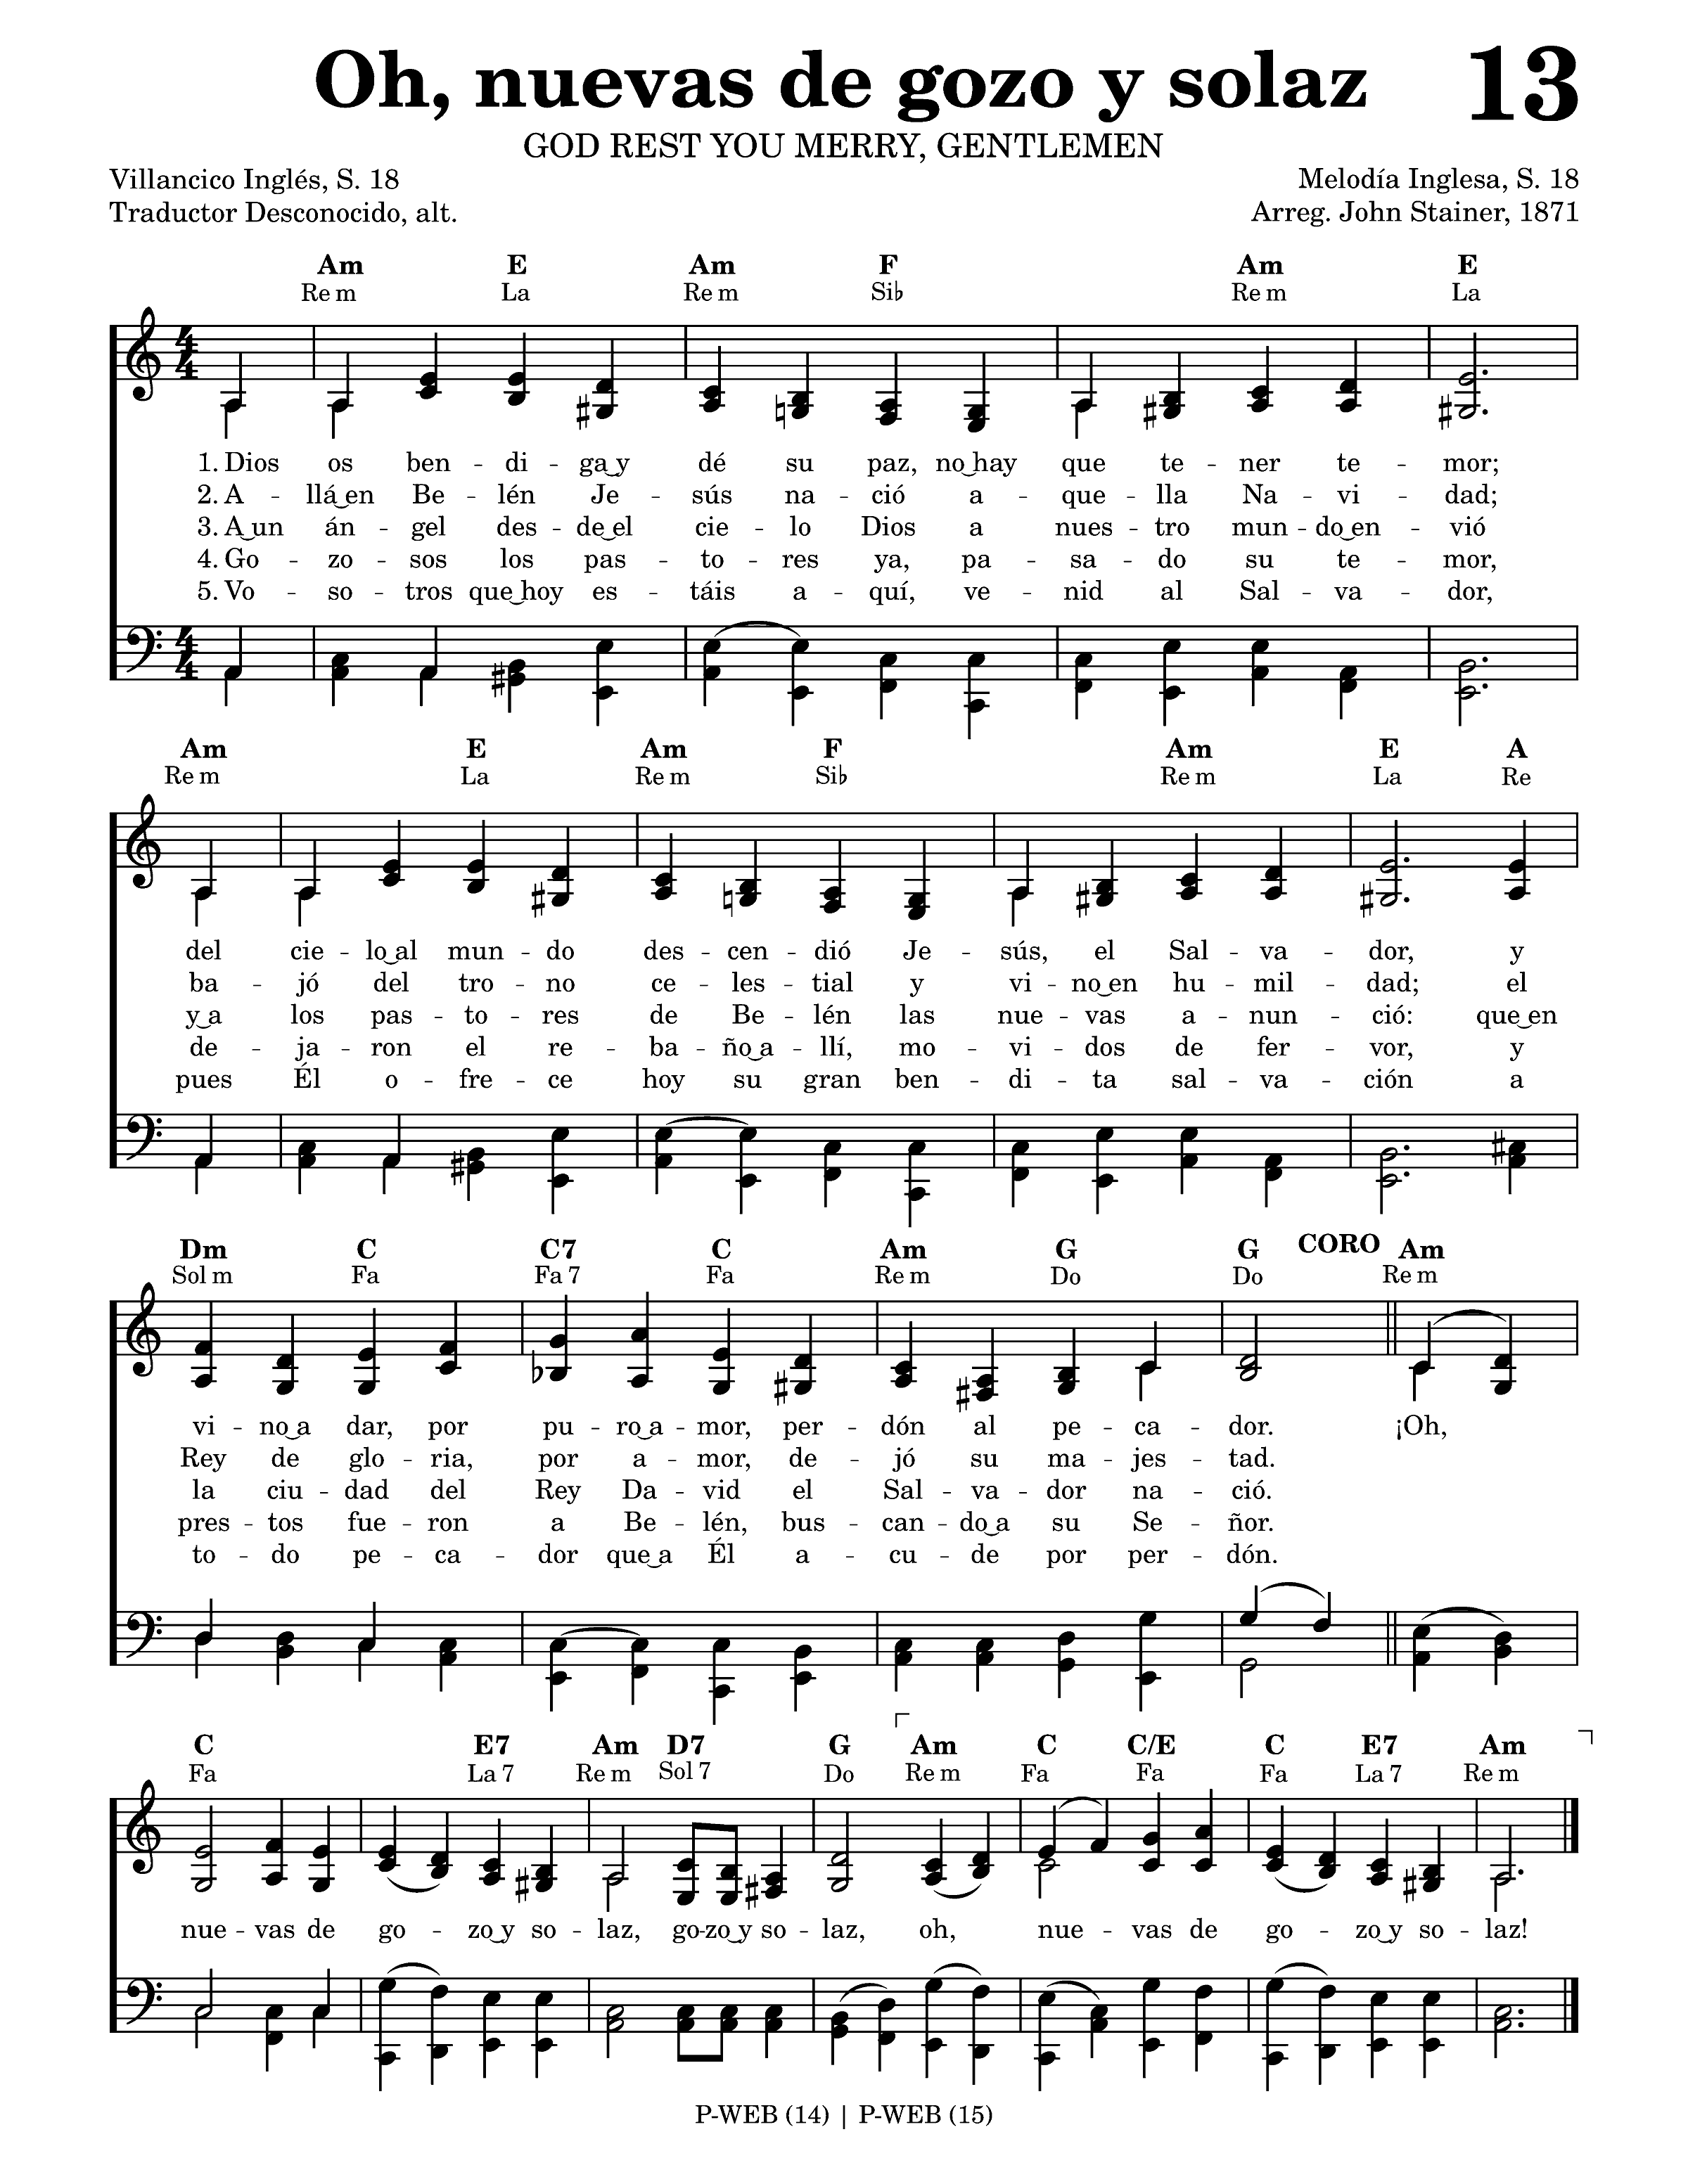 Oh, nuevas de gozo y solaz 13
GOD REST YOU MERRY, GENTLEMEN
Villancico Inglés, S. 18 Melodía Inglesa, S. 18
Traductor Desconocido, alt. Arreg. John Stainer, 1871
Am E Am F Am E
Re m La Re m Si♭ Re m La
1. Dios os ben -- di -- ga‿y dé su paz, no‿hay que te -- ner te -- mor;
2. A -- llá‿en Be -- lén Je -- sús na -- ció a -- que -- lla Na -- vi -- dad;
3. A‿un án -- gel des -- de‿el cie -- lo Dios a nues -- tro mun -- do‿en -- vió
4. Go -- zo -- sos los pas -- to -- res ya, pa -- sa -- do su te -- mor,
5. Vo -- so -- tros que‿hoy es -- táis a -- quí, ve -- nid al Sal -- va -- dor,
Am E Am F Am E A
Re m La Re m Si♭ Re m La Re
del cie -- lo‿al mun -- do des -- cen -- dió Je -- sús, el Sal -- va -- dor, y
ba -- jó del tro -- no ce -- les -- tial y vi -- no‿en hu -- mil -- dad; el
y‿a los pas -- to -- res de Be -- lén las nue -- vas a -- nun -- ció: que‿en
de -- ja -- ron el re -- ba -- ño‿a -- llí, mo -- vi -- dos de fer -- vor, y
pues Él o -- fre -- ce hoy su gran ben -- di -- ta sal -- va -- ción a
Dm C C7 C Am G G CORO Am
Sol m Fa Fa 7 Fa Re m Do Do Re m
vi -- no‿a dar, por pu -- ro‿a -- mor, per -- dón al pe -- ca -- dor. ¡Oh,
Rey de glo -- ria, por a -- mor, de -- jó su ma -- jes -- tad.
la ciu -- dad del Rey Da -- vid el Sal -- va -- dor na -- ció.
pres -- tos fue -- ron a Be -- lén, bus -- can -- do‿a su Se -- ñor.
to -- do pe -- ca -- dor que‿a Él a -- cu -- de por per -- dón.
C E7 Am D7 G Am C C/E C E7 Am
Fa La 7 Re m Sol 7 Do Re m Fa Fa Fa La 7 Re m
nue -- vas de go -- zo‿y so -- laz, go -- zo‿y so -- laz, oh, nue -- vas de go -- zo‿y so -- laz!
P-WEB (14) | P-WEB (15)